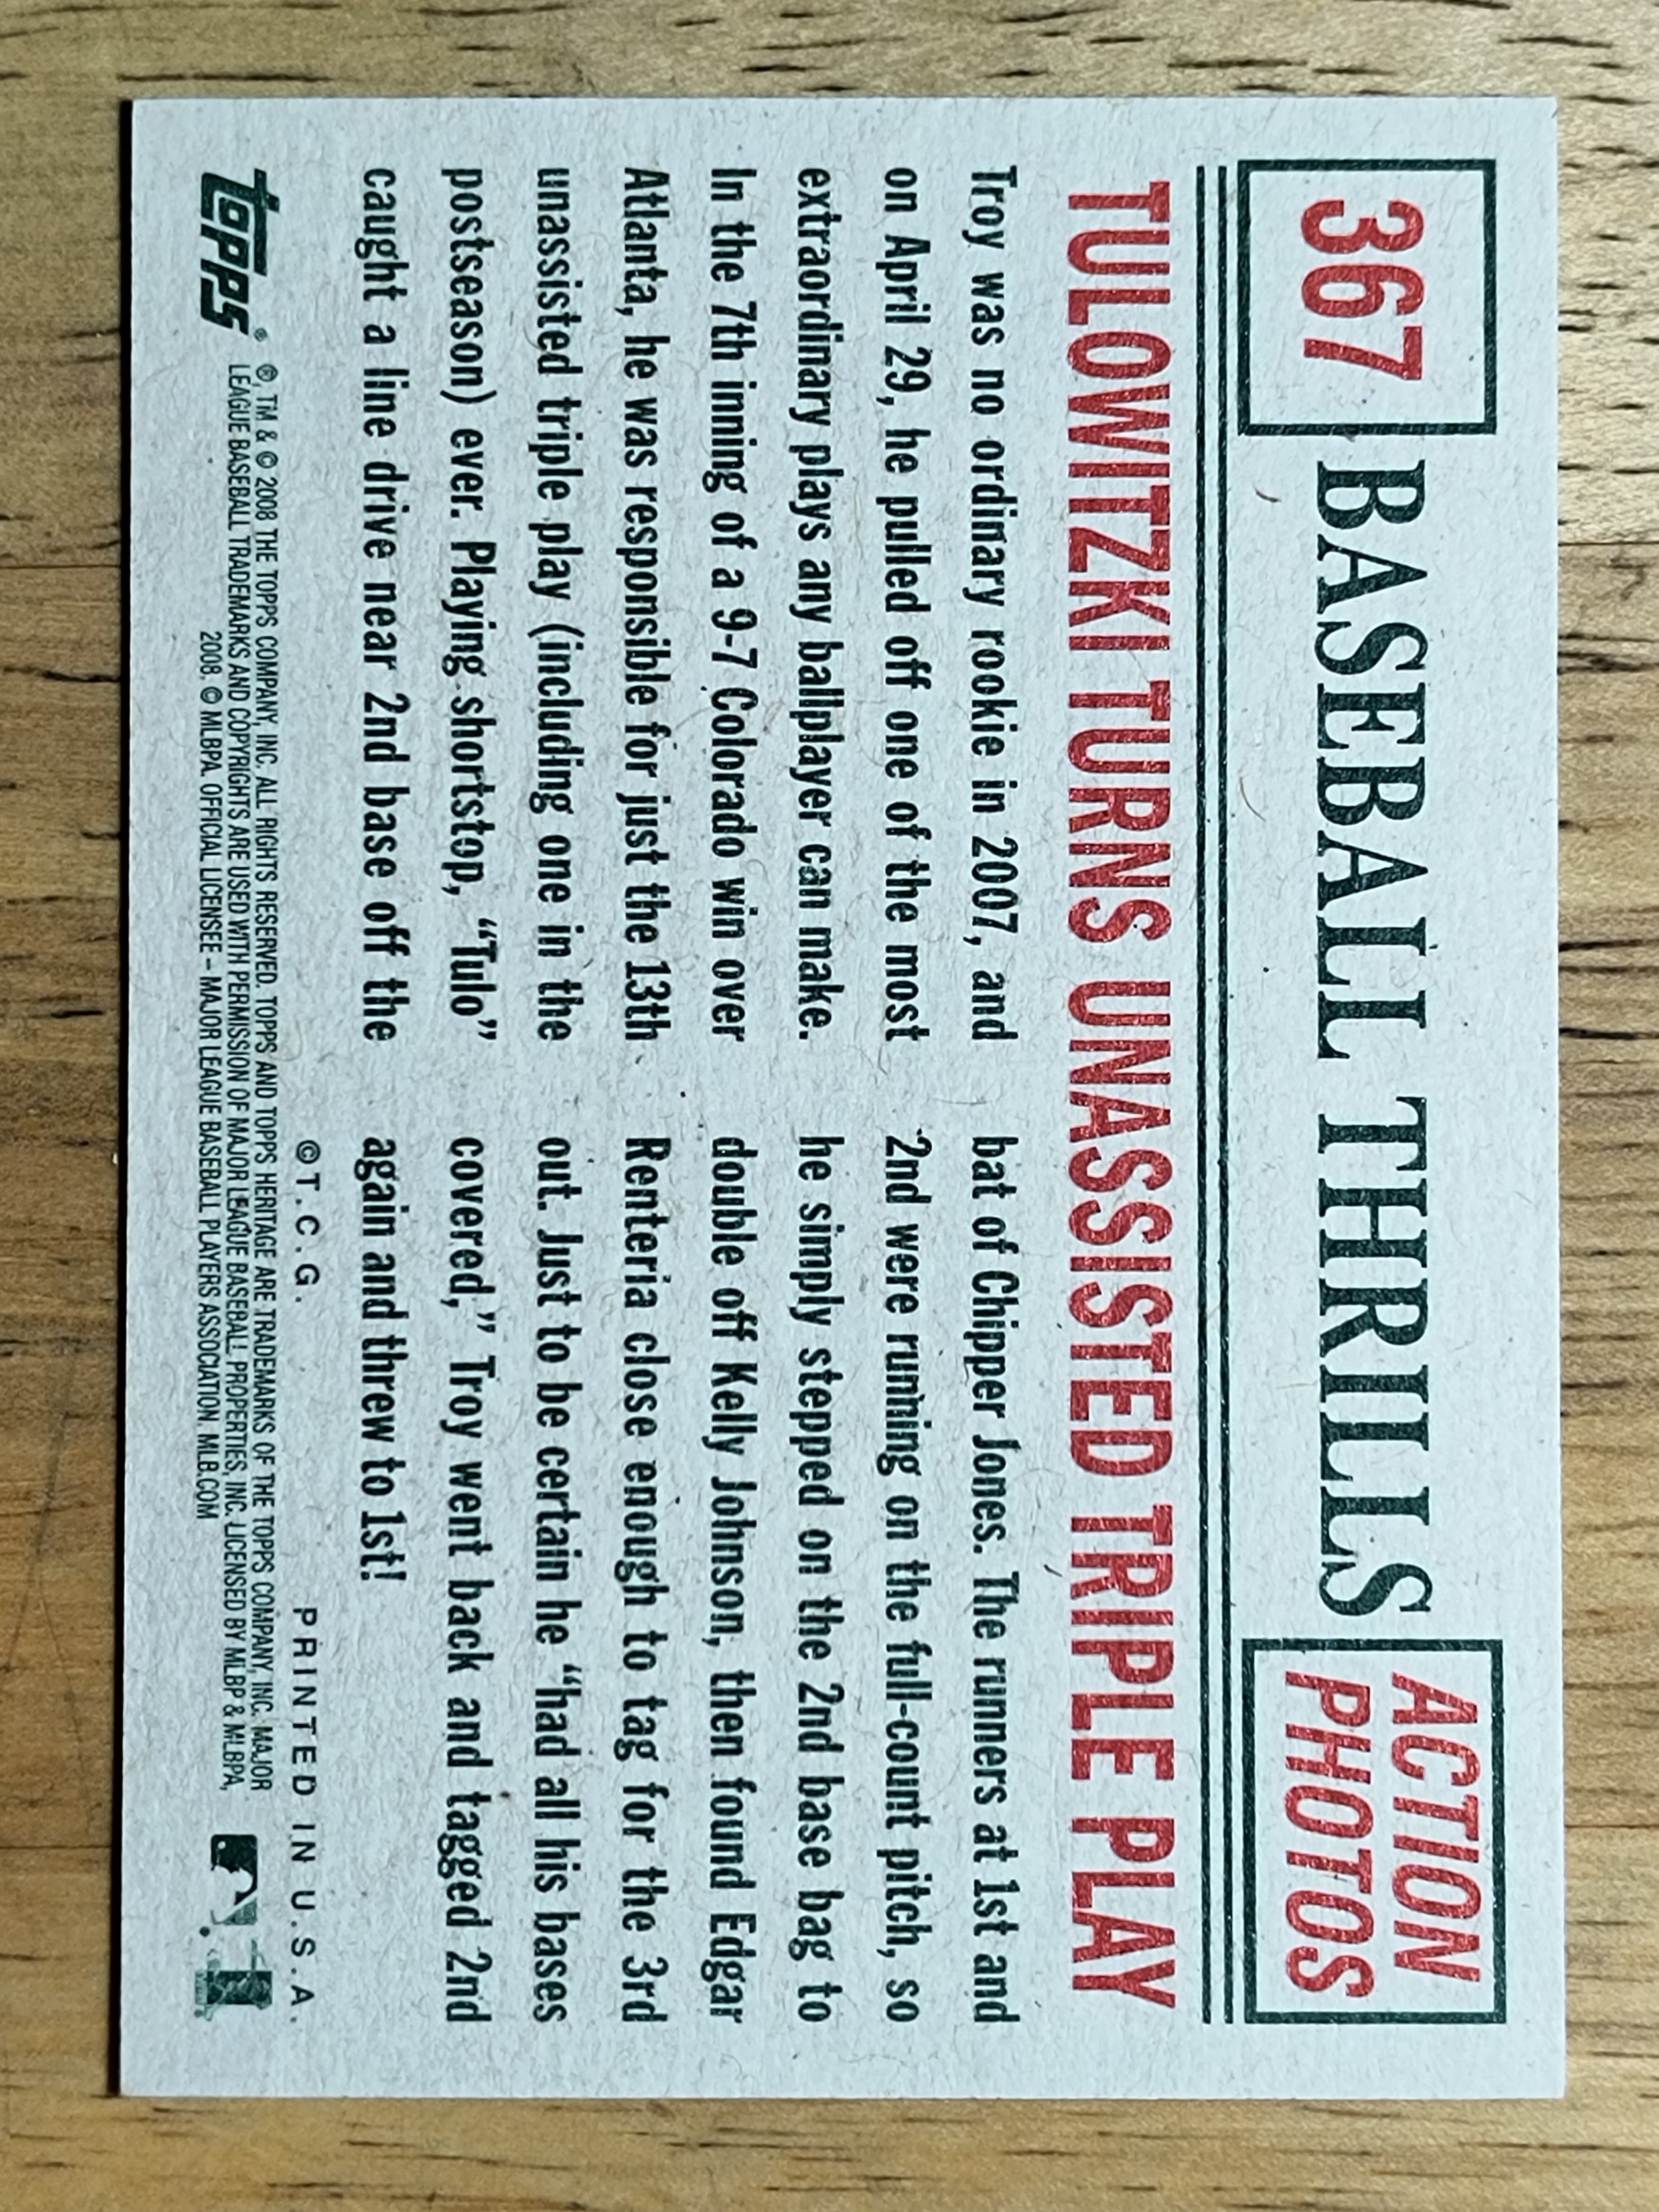 367
BASEBALL THRILLS
ACTION
PHOTOS
TULOWITZKI TURNS UNASSISTED TRIPLE PLAY
Troy was no ordinary rookie in 2007, and
on April 29, he pulled off one of the most
extraordinary plays any ballplayer can make.
In the 7th inning of a 9-7 Colorado win over
Atlanta, he was responsible for just the 13th
unassisted triple play (including one in the
postseason) ever. Playing shortstop, “Tulo”
caught a line drive near 2nd base off the
bat of Chipper Jones. The runners at 1st and
2nd were running on the full-count pitch, so
he simply stepped on the 2nd base bag to
double off Kelly Johnson, then found Edgar
Renteria close enough to tag for the 3rd
out. Just to be certain he “had all his bases
covered,” Troy went back and tagged 2nd
again and threw to 1st!
©T.C.G.
PRINTED IN U.S.A.
topps®
®, TM & © 2008 THE TOPPS COMPANY, INC. ALL RIGHTS RESERVED. TOPPS AND TOPPS HERITAGE ARE TRADEMARKS OF THE TOPPS COMPANY, INC. MAJOR
LEAGUE BASEBALL TRADEMARKS AND COPYRIGHTS ARE USED WITH PERMISSION OF MAJOR LEAGUE BASEBALL PROPERTIES, INC. LICENSED BY MLBP & MLBPA,
2008. © MLBPA. OFFICIAL LICENSEE – MAJOR LEAGUE BASEBALL PLAYERS ASSOCIATION. MLB.COM